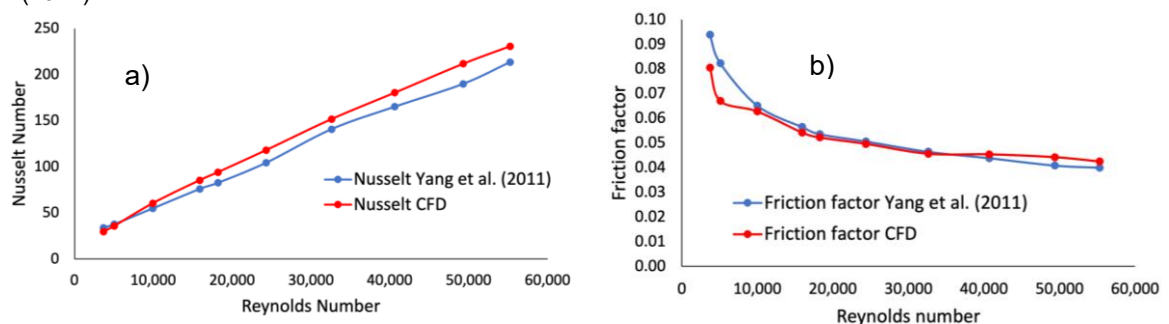 250
200
150
100
50
0
a)
Nusselt Number
Nusselt Yang et al. (2011)
Nusselt CFD
0 10,000 20,000 30,000 40,000 50,000 60,000
Reynolds Number
0.10
0.09
0.08
0.07
0.06
0.05
0.04
0.03
0.02
0.01
0.00
b)
Friction factor
Friction factor Yang et al. (2011)
Friction factor CFD
0 10,000 20,000 30,000 40,000 50,000 60,000
Reynolds number